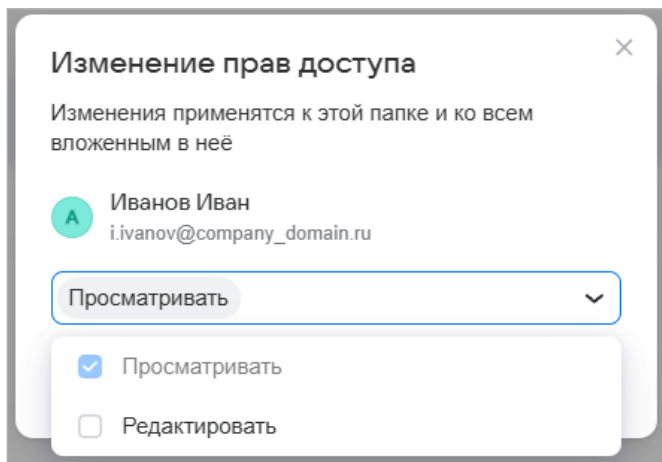 Изменение прав доступа
Изменения применятся к этой папке и ко всем
вложенным в неё
А
Иванов Иван
i.ivanov@company_domain.ru
Просматривать
Просматривать
Редактировать